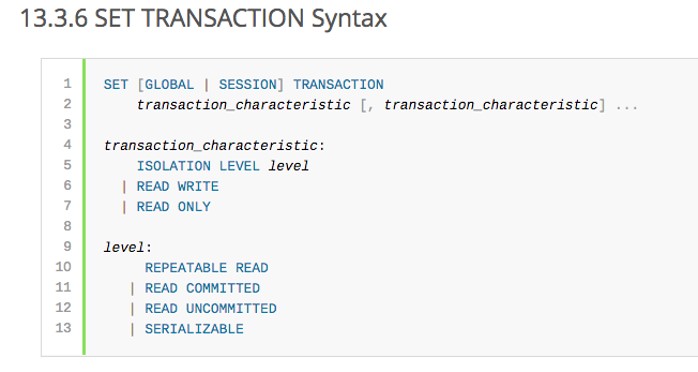 13.3.6 SET TRANSACTION Syntax
1 SET [GLOBAL | SESSION] TRANSACTION
2 transaction_characteristic [, transaction_characteristic] ...
3
4 transaction_characteristic:
5 ISOLATION LEVEL level
6 | READ WRITE
7 | READ ONLY
8
9 level:
10 REPEATABLE READ
11 | READ COMMITTED
12 | READ UNCOMMITTED
13 | SERIALIZABLE